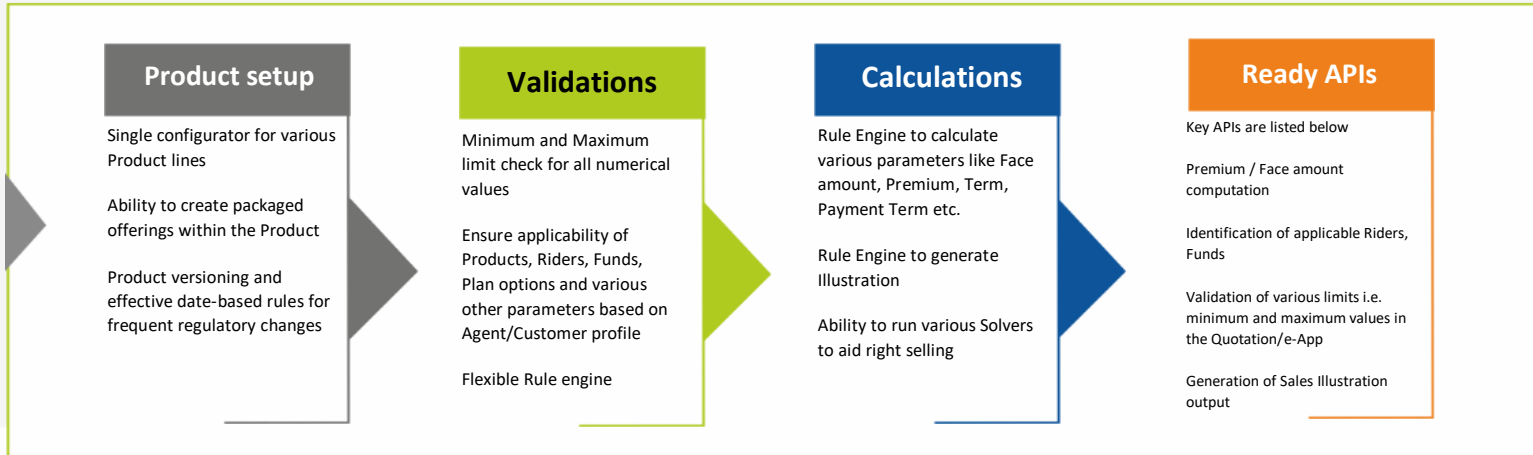 Product setup
Single configurator for various
Product lines
Ability to create packaged
offerings within the Product
Product versioning and
effective date-based rules for
frequent regulatory changes
Validations
Minimum and Maximum
limit check for all numerical
values
Ensure applicability of
Products, Riders, Funds,
Plan options and various
other parameters based on
Agent/Customer profile
Flexible Rule engine
Calculations
Rule Engine to calculate
various parameters like Face
amount, Premium, Term,
Payment Term etc.
Rule Engine to generate
Illustration
Ability to run various Solvers
to aid right selling
Ready APIs
Key APIs are listed below
Premium / Face amount
computation
Identification of applicable Riders,
Funds
Validation of various limits i.e.
minimum and maximum values in
the Quotation/e-App
Generation of Sales Illustration
output